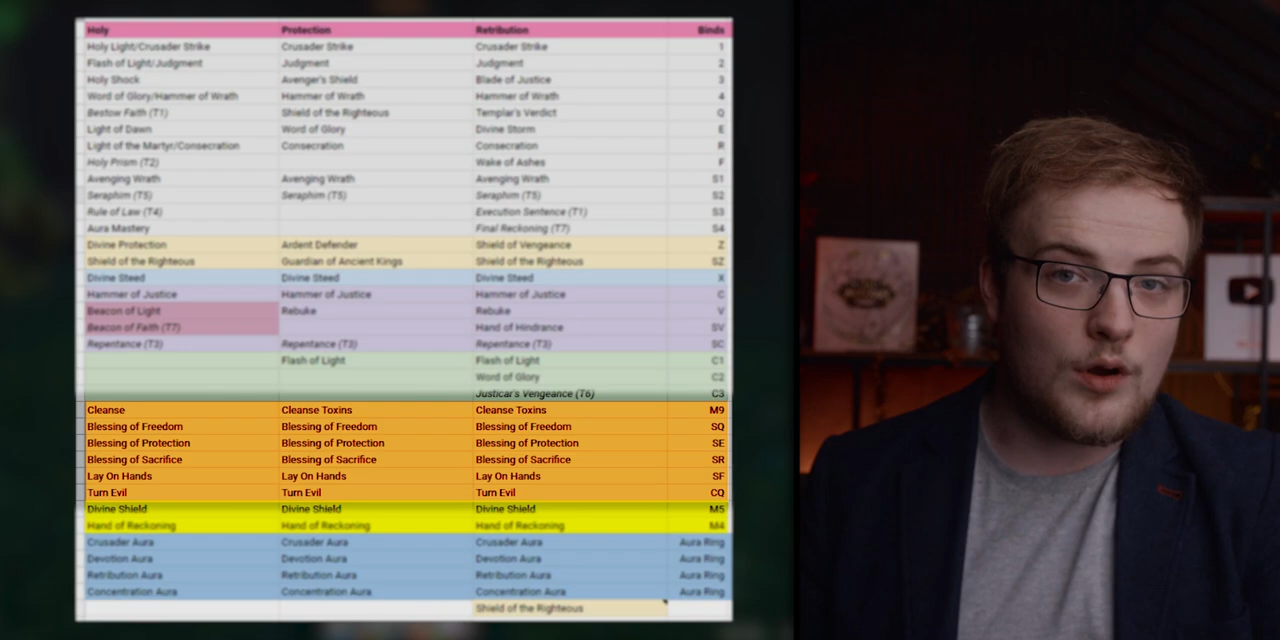 Holy Protection Retribution Binds
Holy Light/Crusader Strike Crusader Strike Crusader Strike 1
Flash of Light/Judgment Judgment Judgment 2
Holy Shock Avenger's Shield Blade of Justice 3
Word of Glory/Hammer of Wrath Hammer of Wrath Hammer of Wrath 4
Bestow Faith (T1) Shield of the Righteous Templar's Verdict Q
Light of Dawn Word of Glory Divine Storm E
Light of the Martyr/Consecration Consecration Consecration R
Holy Prism (T2) Wake of Ashes F
Avenging Wrath Avenging Wrath Avenging Wrath S1
Seraphim (T5) Seraphim (T5) Seraphim (T5) S2
Rule of Law (T4) Execution Sentence (T1) S3
Aura Mastery Final Reckoning (T7) S4
Divine Protection Ardent Defender Shield of Vengeance Z
Shield of the Righteous Guardian of Ancient Kings Shield of the Righteous SZ
Divine Steed Divine Steed Divine Steed X
Hammer of Justice Hammer of Justice Hammer of Justice C
Beacon of Light Rebuke Rebuke V
Beacon of Faith (T7) Hand of Hindrance SV
Repentance (T3) Repentance (T3) Repentance (T3) SC
Flash of Light Flash of Light C1
Word of Glory C2
Justicar's Vengeance (T6) C3
Cleanse Cleanse Toxins Cleanse Toxins M9
Blessing of Freedom Blessing of Freedom Blessing of Freedom SQ
Blessing of Protection Blessing of Protection Blessing of Protection SE
Blessing of Sacrifice Blessing of Sacrifice Blessing of Sacrifice SR
Lay On Hands Lay On Hands Lay On Hands SF
Turn Evil Turn Evil Turn Evil CQ
Divine Shield Divine Shield Divine Shield M5
Hand of Reckoning Hand of Reckoning Hand of Reckoning M4
Crusader Aura Crusader Aura Crusader Aura Aura Ring
Devotion Aura Devotion Aura Devotion Aura Aura Ring
Retribution Aura Retribution Aura Retribution Aura Aura Ring
Concentration Aura Concentration Aura Concentration Aura Aura Ring
Shield of the Righteous